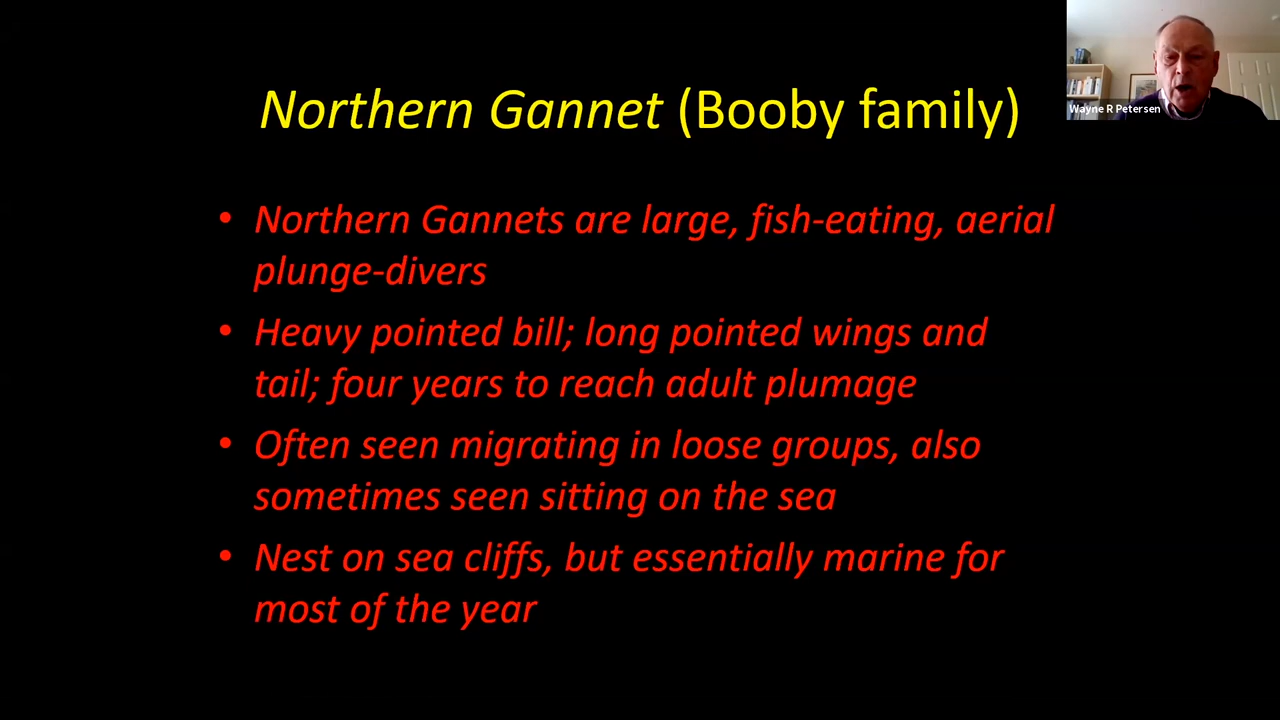 Northern Gannet (Booby family)
Wayne R Petersen
• Northern Gannets are large, fish-eating, aerial
plunge-divers
• Heavy pointed bill; long pointed wings and
tail; four years to reach adult plumage
• Often seen migrating in loose groups, also
sometimes seen sitting on the sea
• Nest on sea cliffs, but essentially marine for
most of the year